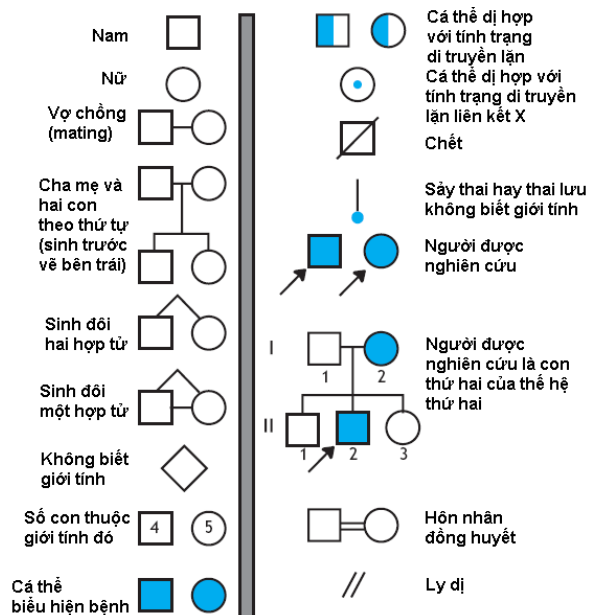 Nam
Nữ
Vợ chồng
(mating)
Cha mẹ và
hai con
theo thứ tự
(sinh trước
vẽ bên trái)
Sinh đôi
hai hợp tử
Sinh đôi
một hợp tử
Không biết
giới tính
Số con thuộc
giới tính đó
4
5
Cá thể
biểu hiện bệnh
Cá thể dị hợp
với tính trạng
di truyền lặn
Cá thể dị hợp với
tính trạng di truyền
lặn liên kết X
Chết
Sảy thai hay thai lưu
không biết giới tính
Người được
nghiên cứu
I
1
2
II
1
2
3
Người được
nghiên cứu là con
thứ hai của thế hệ
thứ hai
Hôn nhân
đồng huyết
Ly dị